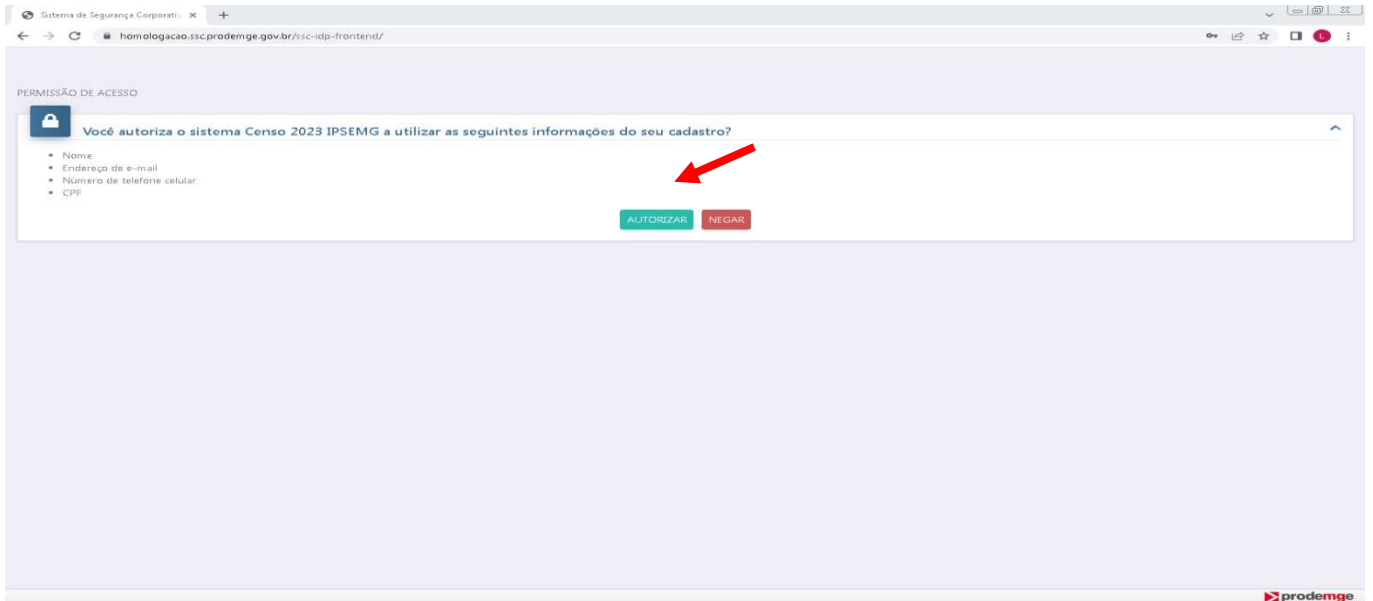 Sistema de Segurança Corporati
homologacao.ssc.prodemge.gov.br/ssc-idp-frontend/
L
PERMISSÃO DE ACESSO
Você autoriza o sistema Censo 2023 IPSEMG a utilizar as seguintes informações do seu cadastro?
Nome
Endereço de e-mail
Número de telefone celular
CPF
AUTORIZAR NEGAR
prodemge